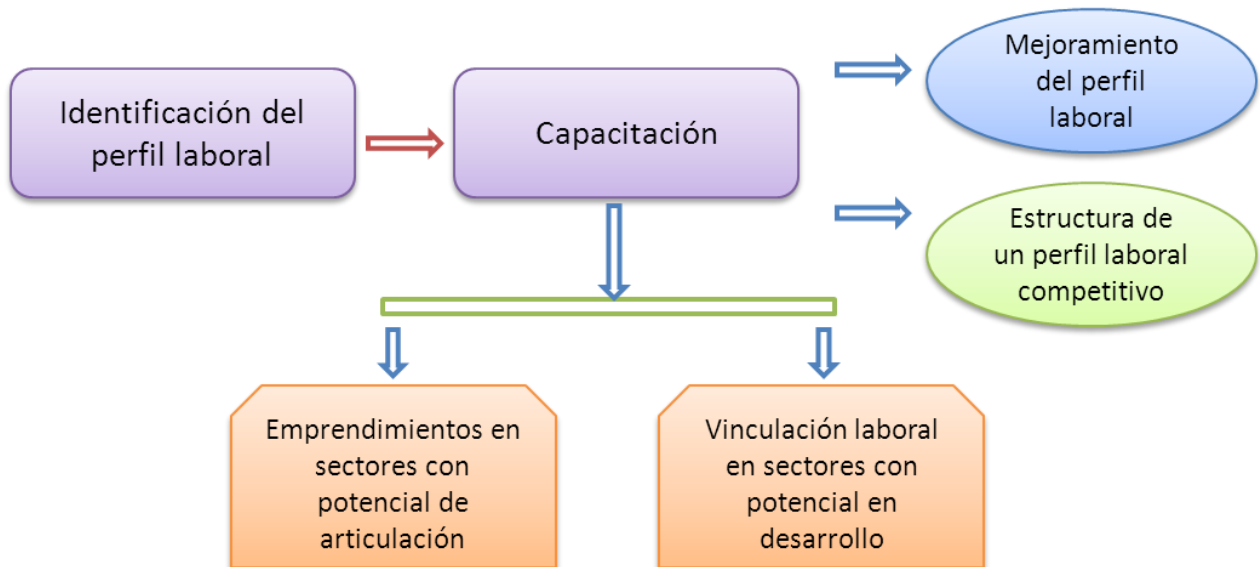 Identificación del
perfil laboral
Capacitación
Mejoramiento
del perfil
laboral
Estructura de
un perfil laboral
competitivo
Emprendimientos en
sectores con
potencial de
articulación
Vinculación laboral
en sectores con
potencial en
desarrollo